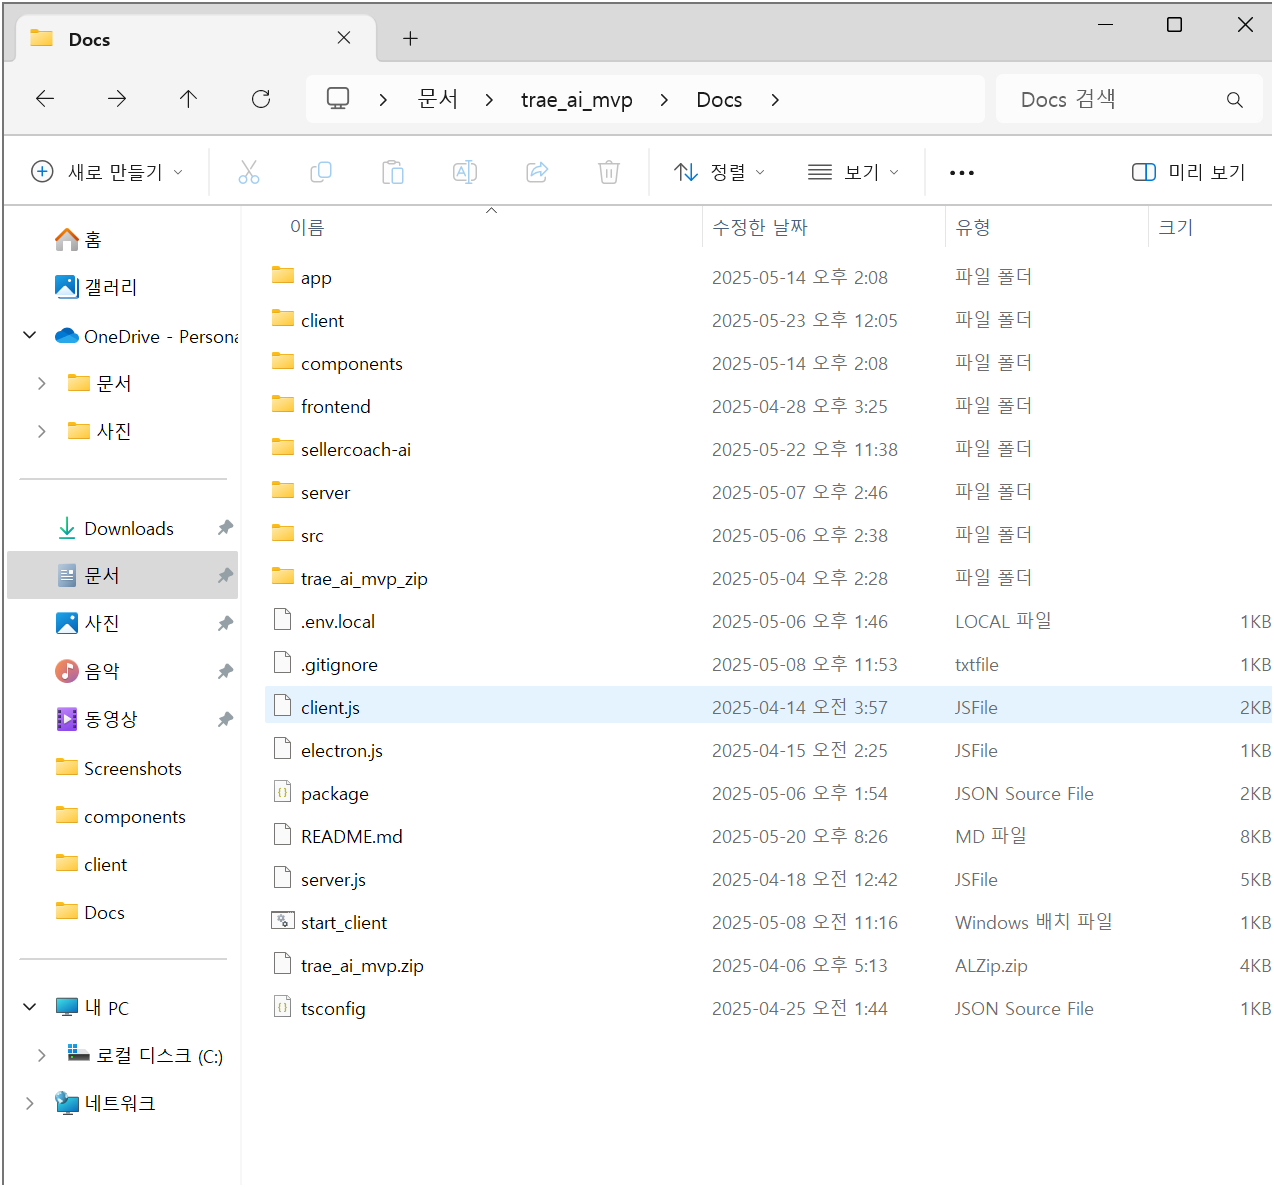 Docs
문서 trae_ai_mvp Docs Docs 검색
새로 만들기 정렬 보기 미리 보기
홈
갤러리
OneDrive - Persona
문서
사진
Downloads
문서
사진
음악
동영상
Screenshots
components
client
Docs
내 PC
로컬 디스크 (C:)
네트워크
이름 수정한 날짜 유형 크기
app 2025-05-14 오후 2:08 파일 폴더
client 2025-05-23 오후 12:05 파일 폴더
components 2025-05-14 오후 2:08 파일 폴더
frontend 2025-04-28 오후 3:25 파일 폴더
sellercoach-ai 2025-05-22 오후 11:38 파일 폴더
server 2025-05-07 오후 2:46 파일 폴더
src 2025-05-06 오후 2:38 파일 폴더
trae_ai_mvp_zip 2025-05-04 오후 2:28 파일 폴더
.env.local 2025-05-06 오후 1:46 LOCAL 파일 1KB
.gitignore 2025-05-08 오후 11:53 txtfile 1KB
client.js 2025-04-14 오전 3:57 JSFile 2KB
electron.js 2025-04-15 오전 2:25 JSFile 1KB
package 2025-05-06 오후 1:54 JSON Source File 2KB
README.md 2025-05-20 오후 8:26 MD 파일 8KB
server.js 2025-04-18 오전 12:42 JSFile 5KB
start_client 2025-05-08 오전 11:16 Windows 배치 파일 1KB
trae_ai_mvp.zip 2025-04-06 오후 5:13 ALZip.zip 4KB
tsconfig 2025-04-25 오전 1:44 JSON Source File 1KB